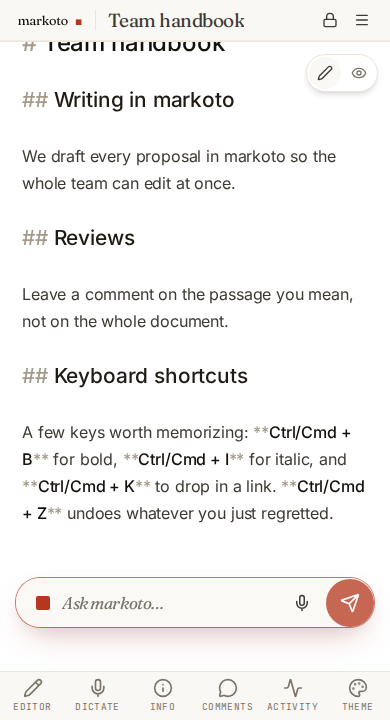 markoto
Team handbook
# Team handbook
## Writing in markoto
We draft every proposal in markoto so the
whole team can edit at once.
## Reviews
Leave a comment on the passage you mean,
not on the whole document.
## Keyboard shortcuts
A few keys worth memorizing: **Ctrl/Cmd +
B** for bold, **Ctrl/Cmd + I** for italic, and
**Ctrl/Cmd + K** to drop in a link. **Ctrl/Cmd
+ Z** undoes whatever you just regretted.
Ask markoto...
EDITOR DICTATE INFO COMMENTS ACTIVITY THEME